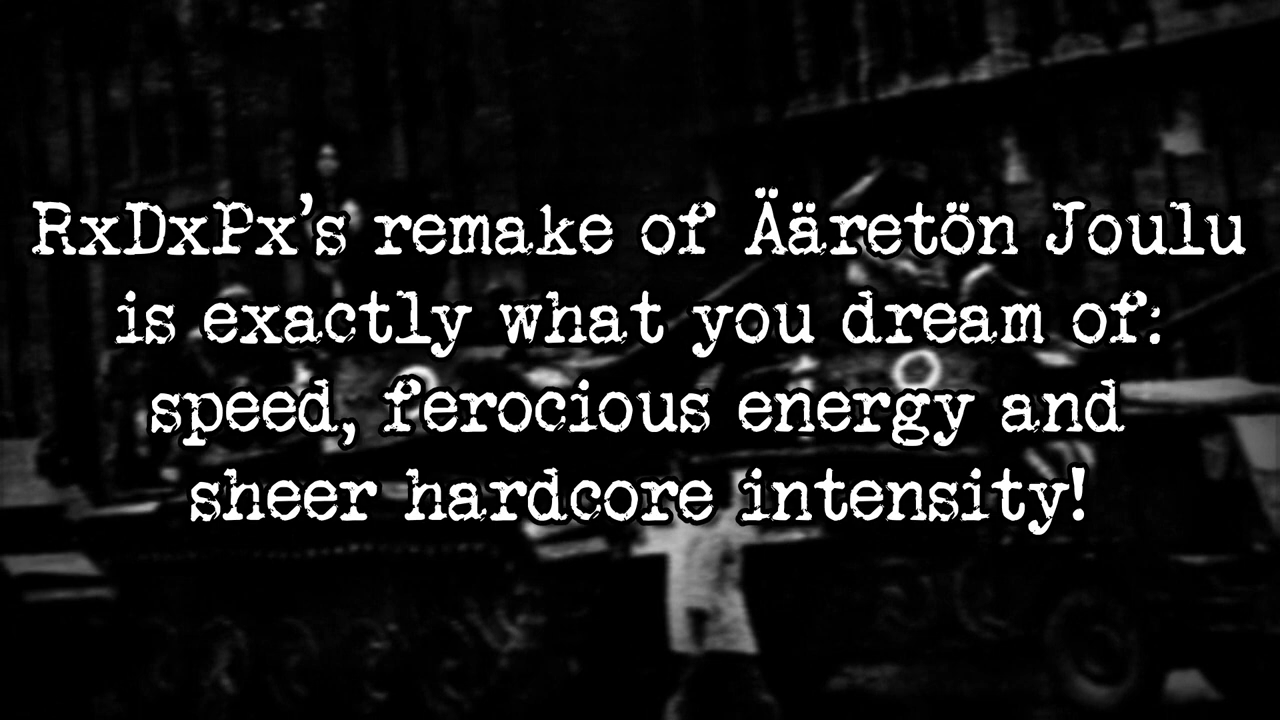 RxDxPx’s remake of Ääretön Joulu
is exactly what you dream of:
speed, ferocious energy and
sheer hardcore intensity!